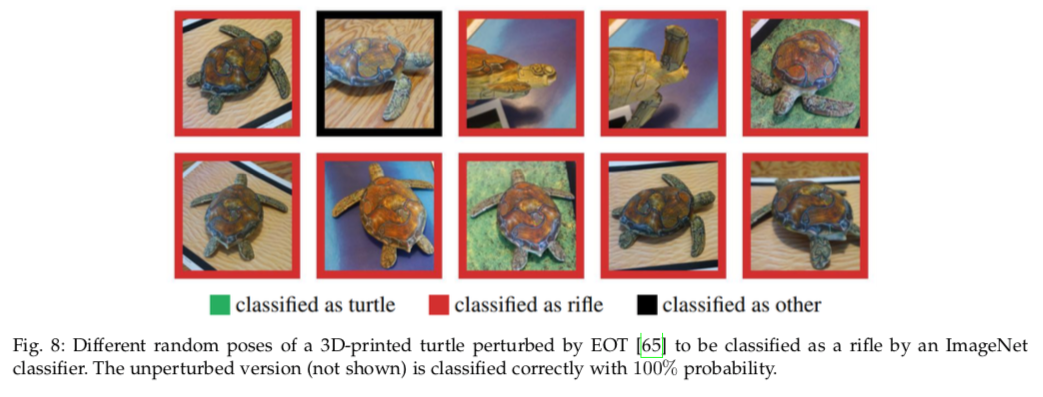 classified as turtle classified as rifle classified as other
Fig. 8: Different random poses of a 3D-printed turtle perturbed by EOT [65] to be classified as a rifle by an ImageNet
classifier. The unperturbed version (not shown) is classified correctly with 100% probability.